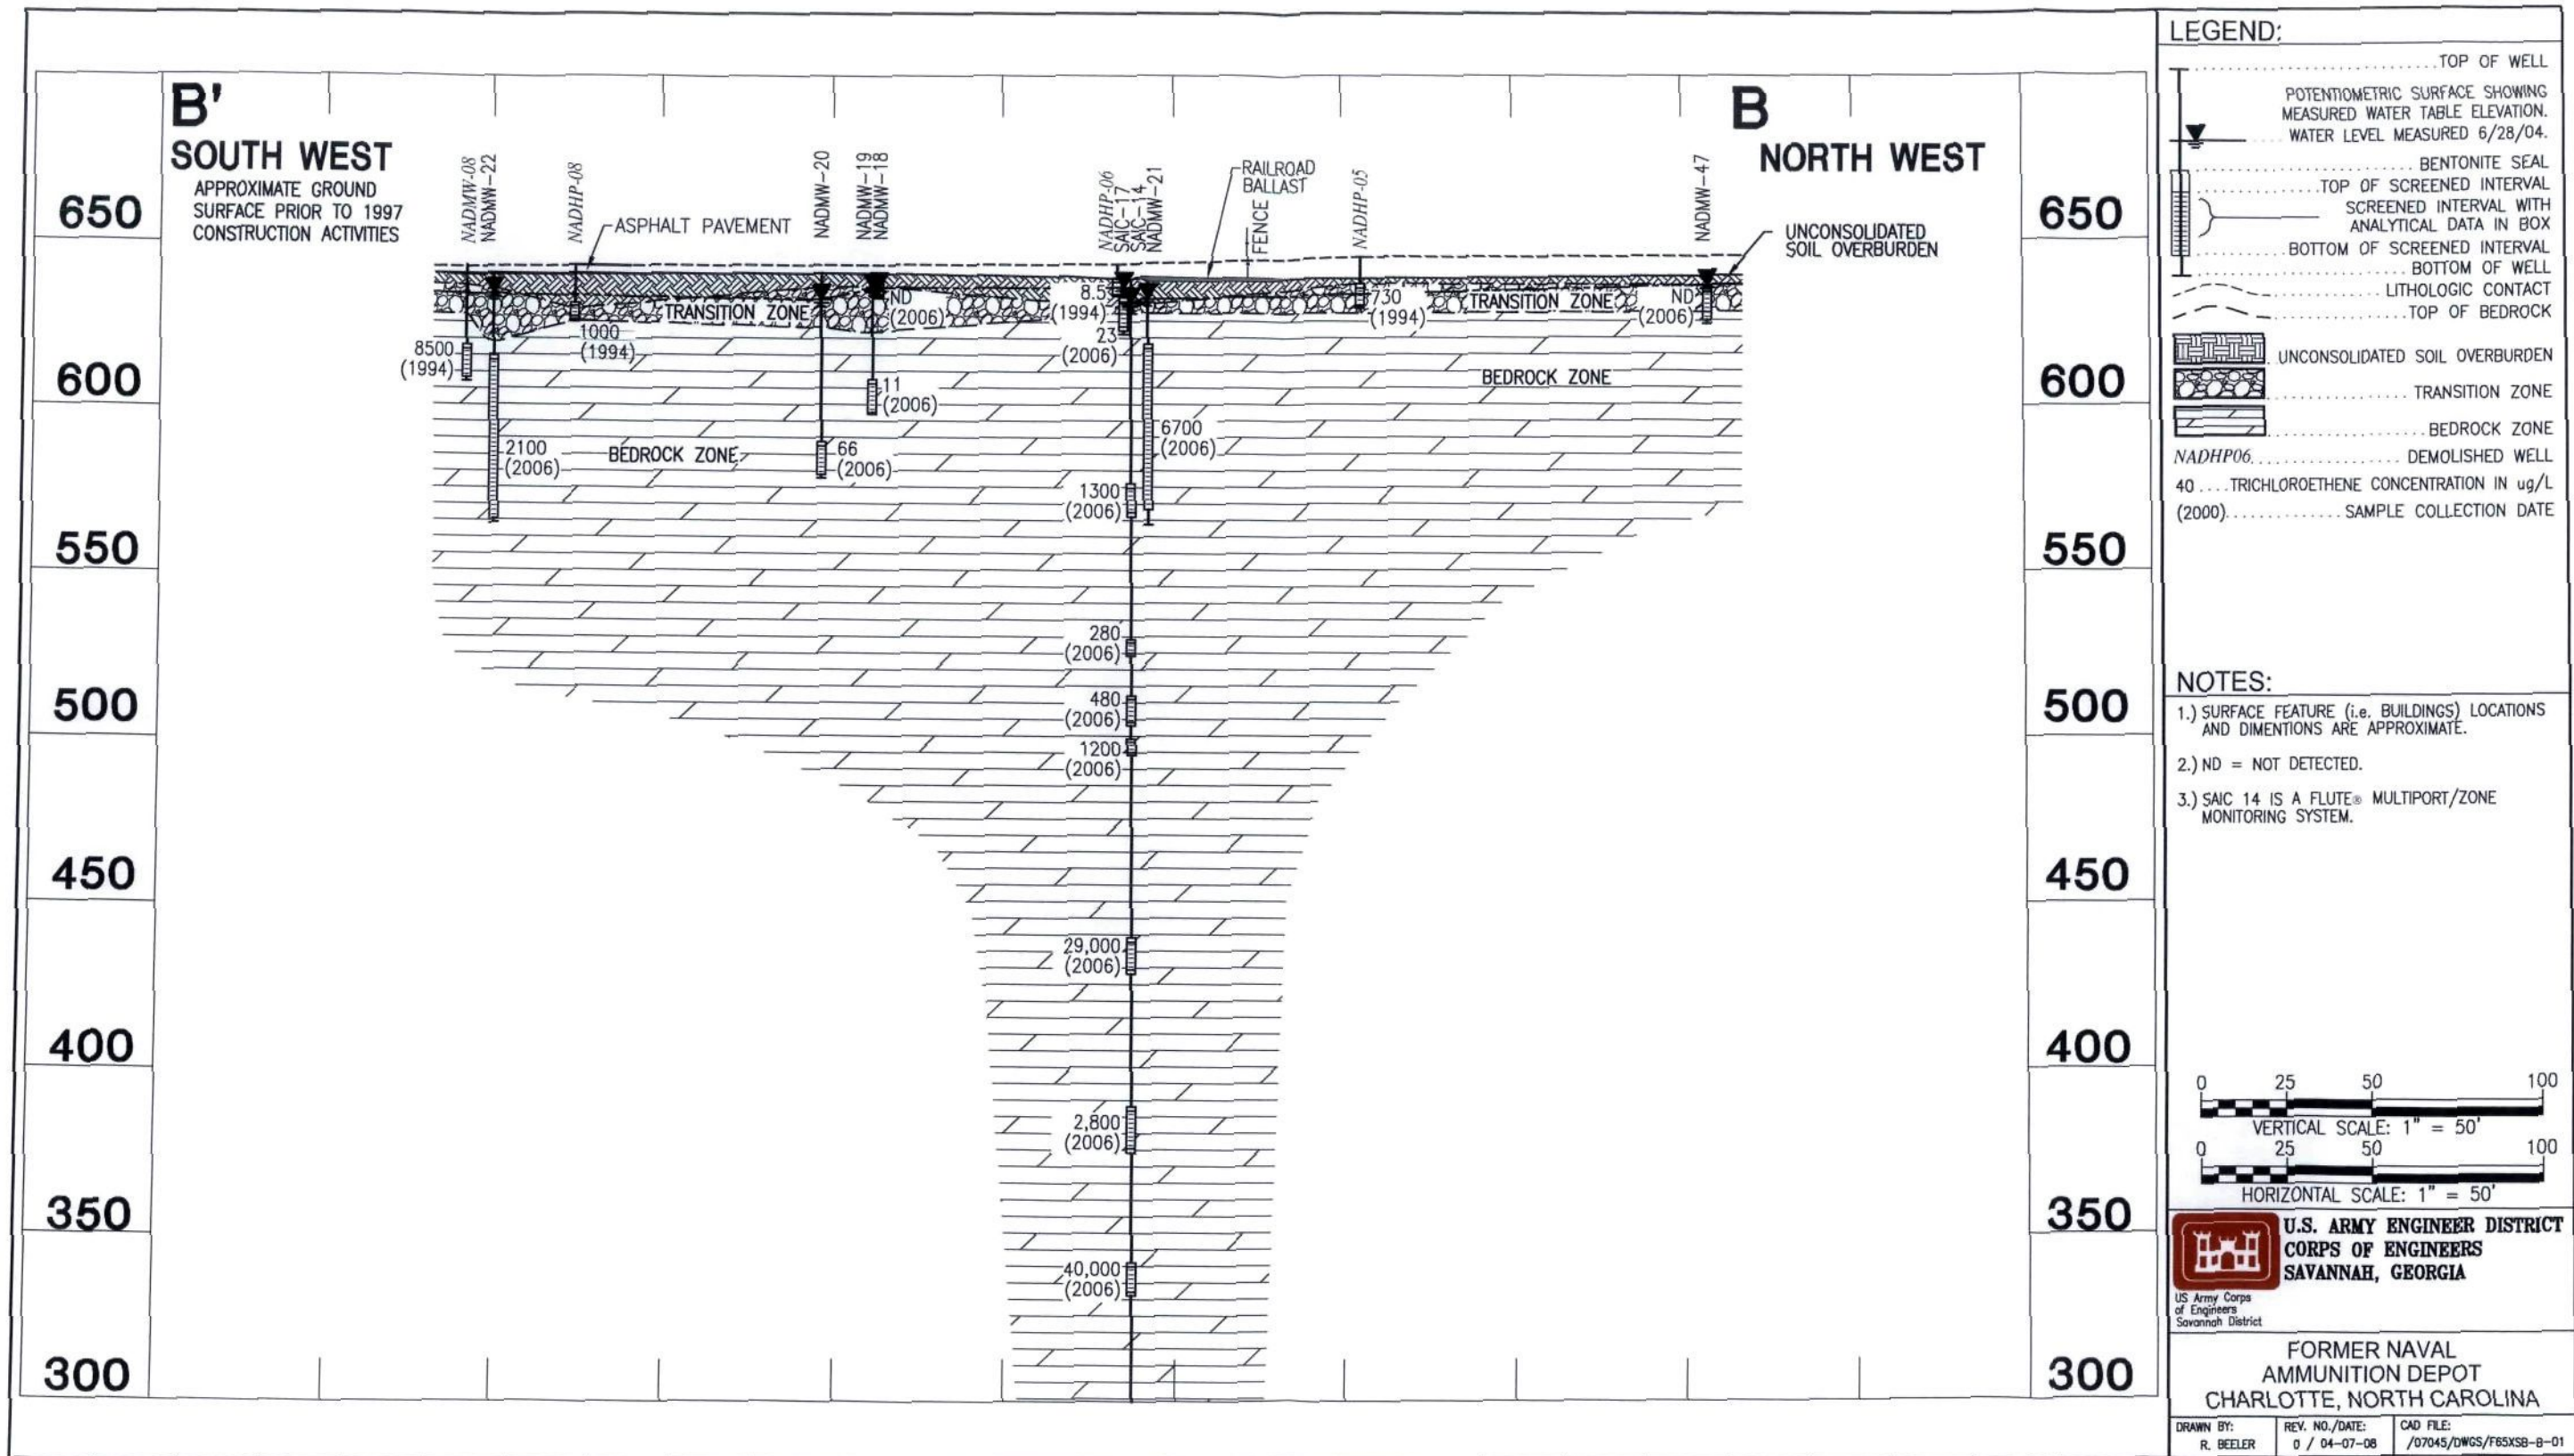 B'
SOUTH WEST
APPROXIMATE GROUND
SURFACE PRIOR TO 1997
CONSTRUCTION ACTIVITIES
B
NORTH WEST
NADMW-08
NADMW-22
NADHP-08
ASPHALT PAVEMENT
NADMW-20
NADMW-19
NADMW-18
NADHP-06
SAIC-17
SAIC-14
NADMW-21
RAILROAD
BALLAST
FENCE
NADHP-05
NADMW-47
UNCONSOLIDATED
SOIL OVERBURDEN
650
600
550
500
450
400
350
300
650
600
550
500
450
400
350
300
TRANSITION ZONE
ND
(2006)
8.5
(1994)
23
(2006)
730
(1994)
TRANSITION ZONE
ND
(2006)
8500
(1994)
1000
(1994)
11
(2006)
BEDROCK ZONE
2100
(2006)
BEDROCK ZONE
66
(2006)
6700
(2006)
1300
(2006)
280
(2006)
480
(2006)
1200
(2006)
29,000
(2006)
2,800
(2006)
40,000
(2006)
LEGEND:
TOP OF WELL
POTENTIOMETRIC SURFACE SHOWING
MEASURED WATER TABLE ELEVATION.
WATER LEVEL MEASURED 6/28/04.
BENTONITE SEAL
TOP OF SCREENED INTERVAL
SCREENED INTERVAL WITH
ANALYTICAL DATA IN BOX
BOTTOM OF SCREENED INTERVAL
BOTTOM OF WELL
LITHOLOGIC CONTACT
TOP OF BEDROCK
UNCONSOLIDATED SOIL OVERBURDEN
TRANSITION ZONE
BEDROCK ZONE
NADHP06 DEMOLISHED WELL
40 .... TRICHLOROETHENE CONCENTRATION IN ug/L
(2000) SAMPLE COLLECTION DATE
NOTES:
1.) SURFACE FEATURE (i.e. BUILDINGS) LOCATIONS
AND DIMENTIONS ARE APPROXIMATE.
2.) ND = NOT DETECTED.
3.) SAIC 14 IS A FLUTE® MULTIPORT/ZONE
MONITORING SYSTEM.
0 25 50 100
VERTICAL SCALE: 1" = 50'
0 25 50 100
HORIZONTAL SCALE: 1" = 50'
U.S. ARMY ENGINEER DISTRICT
CORPS OF ENGINEERS
SAVANNAH, GEORGIA
US Army Corps
of Engineers
Savannah District
FORMER NAVAL
AMMUNITION DEPOT
CHARLOTTE, NORTH CAROLINA
DRAWN BY:
R. BEELER
REV. NO./DATE:
0 / 04-07-08
CAD FILE:
/07045/DWGS/F65XSB-B-01